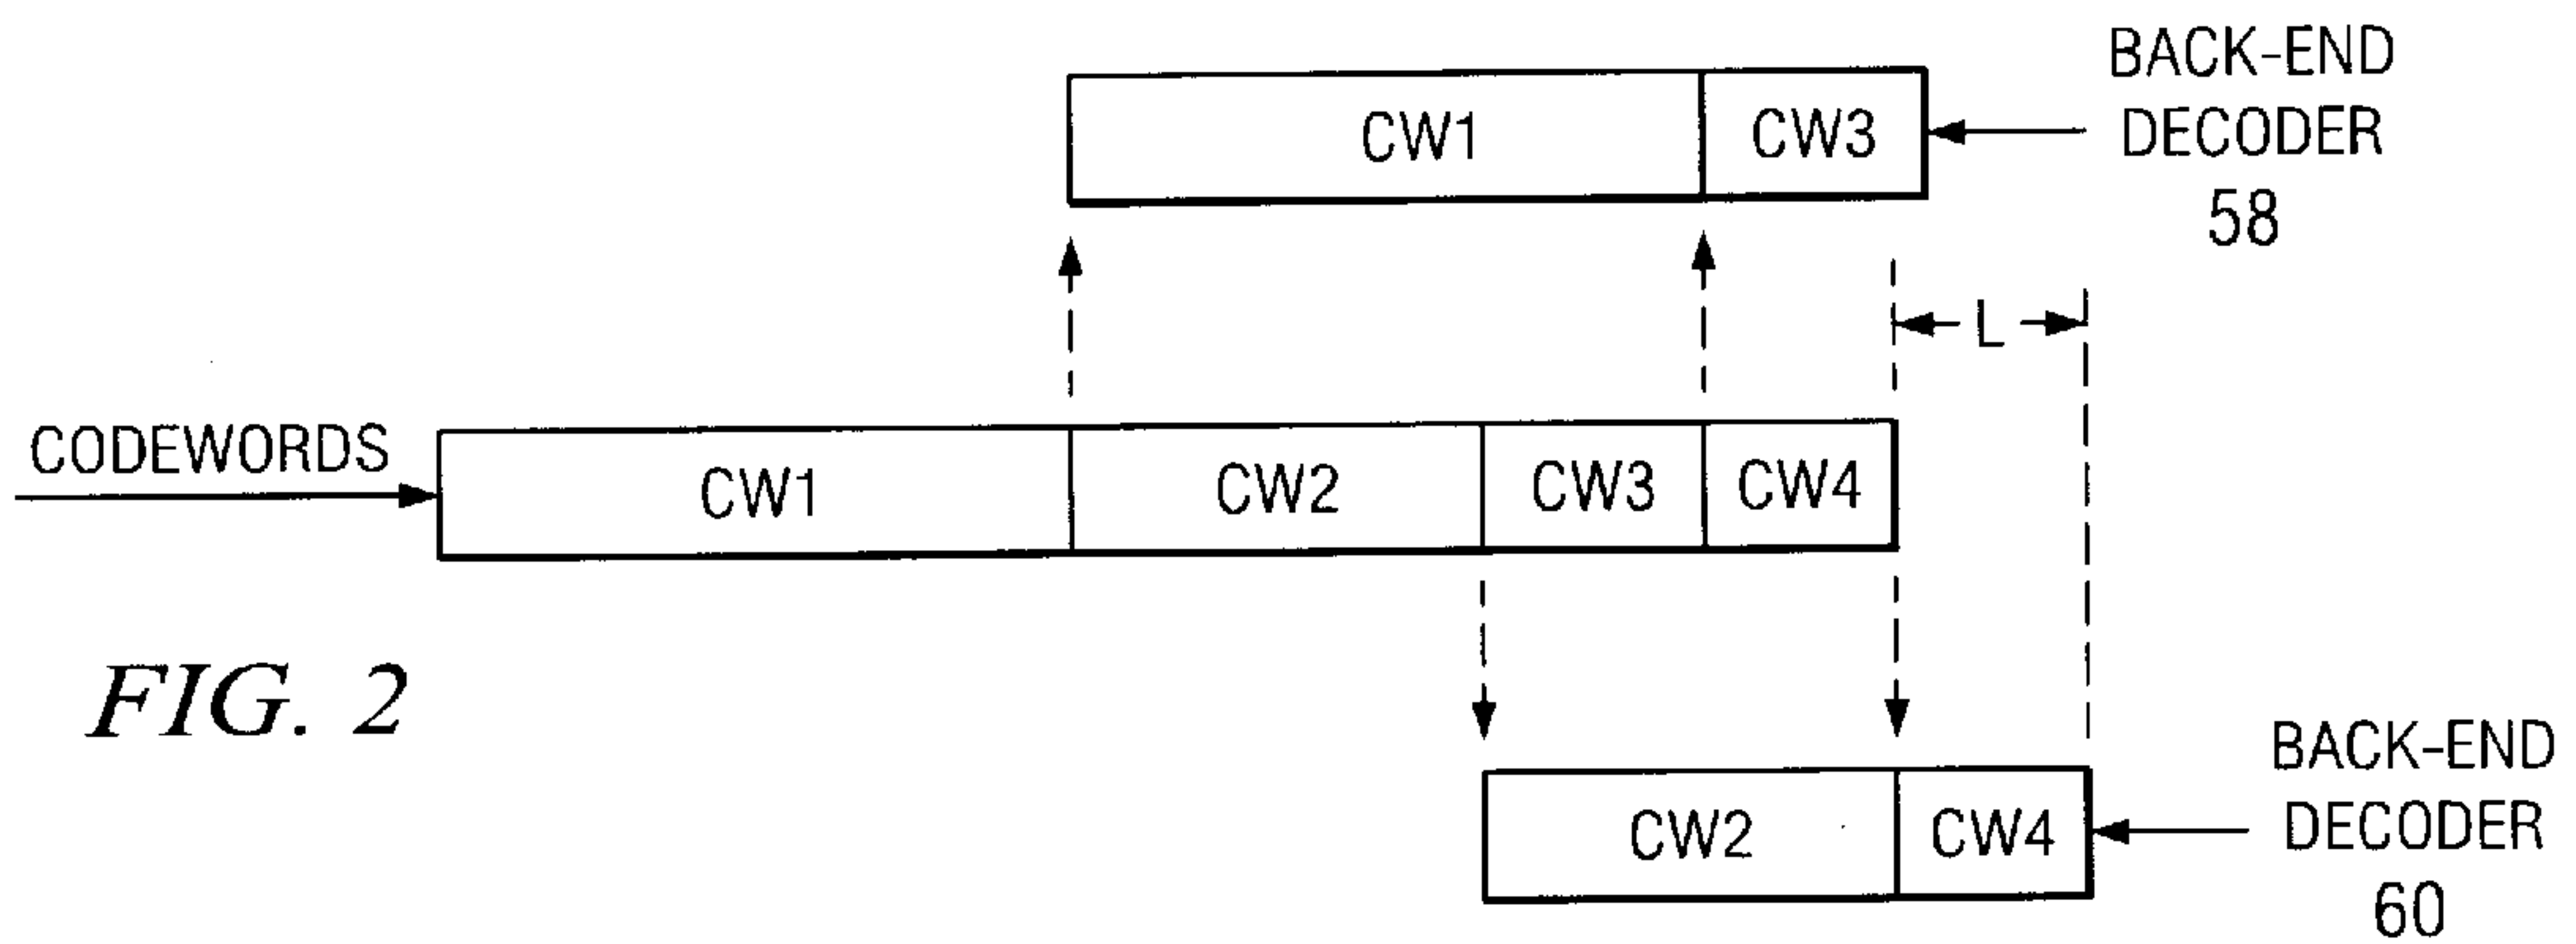 BACK-END
DECODER
58
CW1 CW3
L
CODEWORDS
CW1 CW2 CW3 CW4
FIG. 2
BACK-END
DECODER
60
CW2 CW4